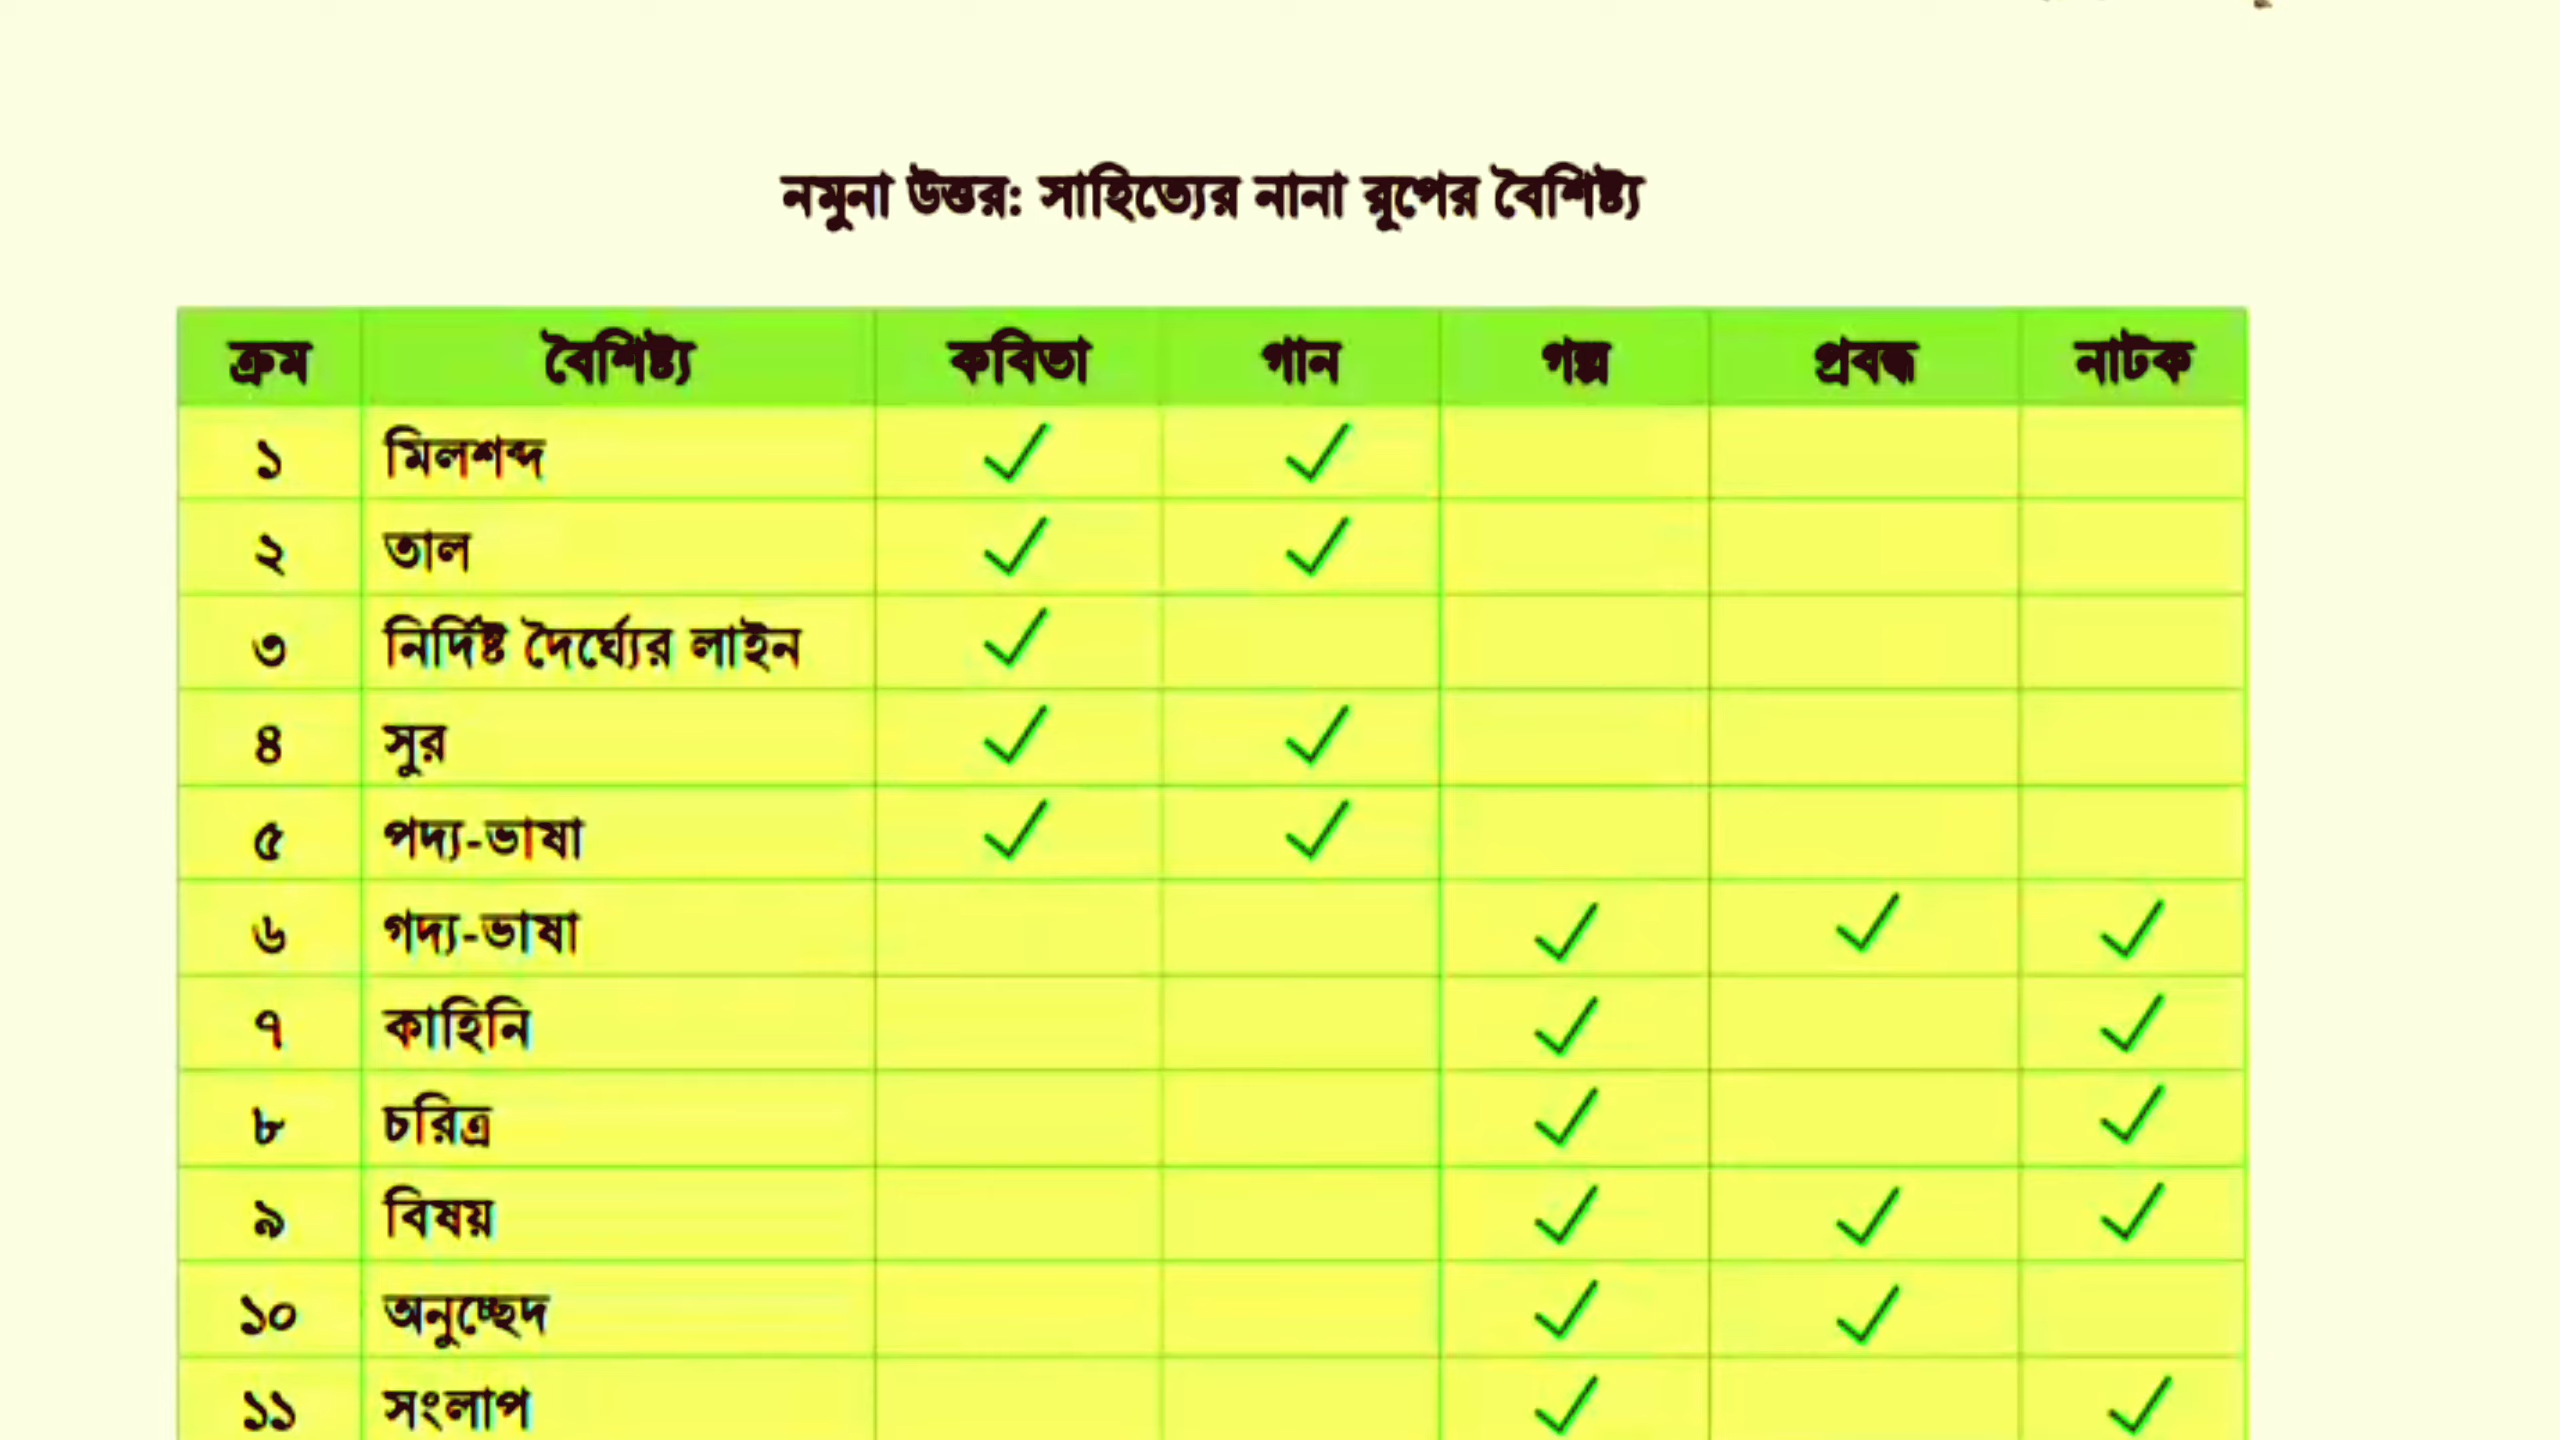 নমুনা উত্তর: সাহিত্যের নানা রূপের বৈশিষ্ট্য
ক্রম বৈশিষ্ট্য কবিতা গান গল্প প্রবন্ধ নাটক
১ মিলশব্দ ✓ ✓
২ তাল ✓ ✓
৩ নির্দিষ্ট দৈর্ঘ্যের লাইন ✓
৪ সুর ✓ ✓
৫ পদ্য-ভাষা ✓ ✓
৬ গদ্য-ভাষা ✓ ✓ ✓
৭ কাহিনি ✓ ✓
৮ চরিত্র ✓ ✓
৯ বিষয় ✓ ✓ ✓
১০ অনুচ্ছেদ ✓ ✓
১১ সংলাপ ✓ ✓